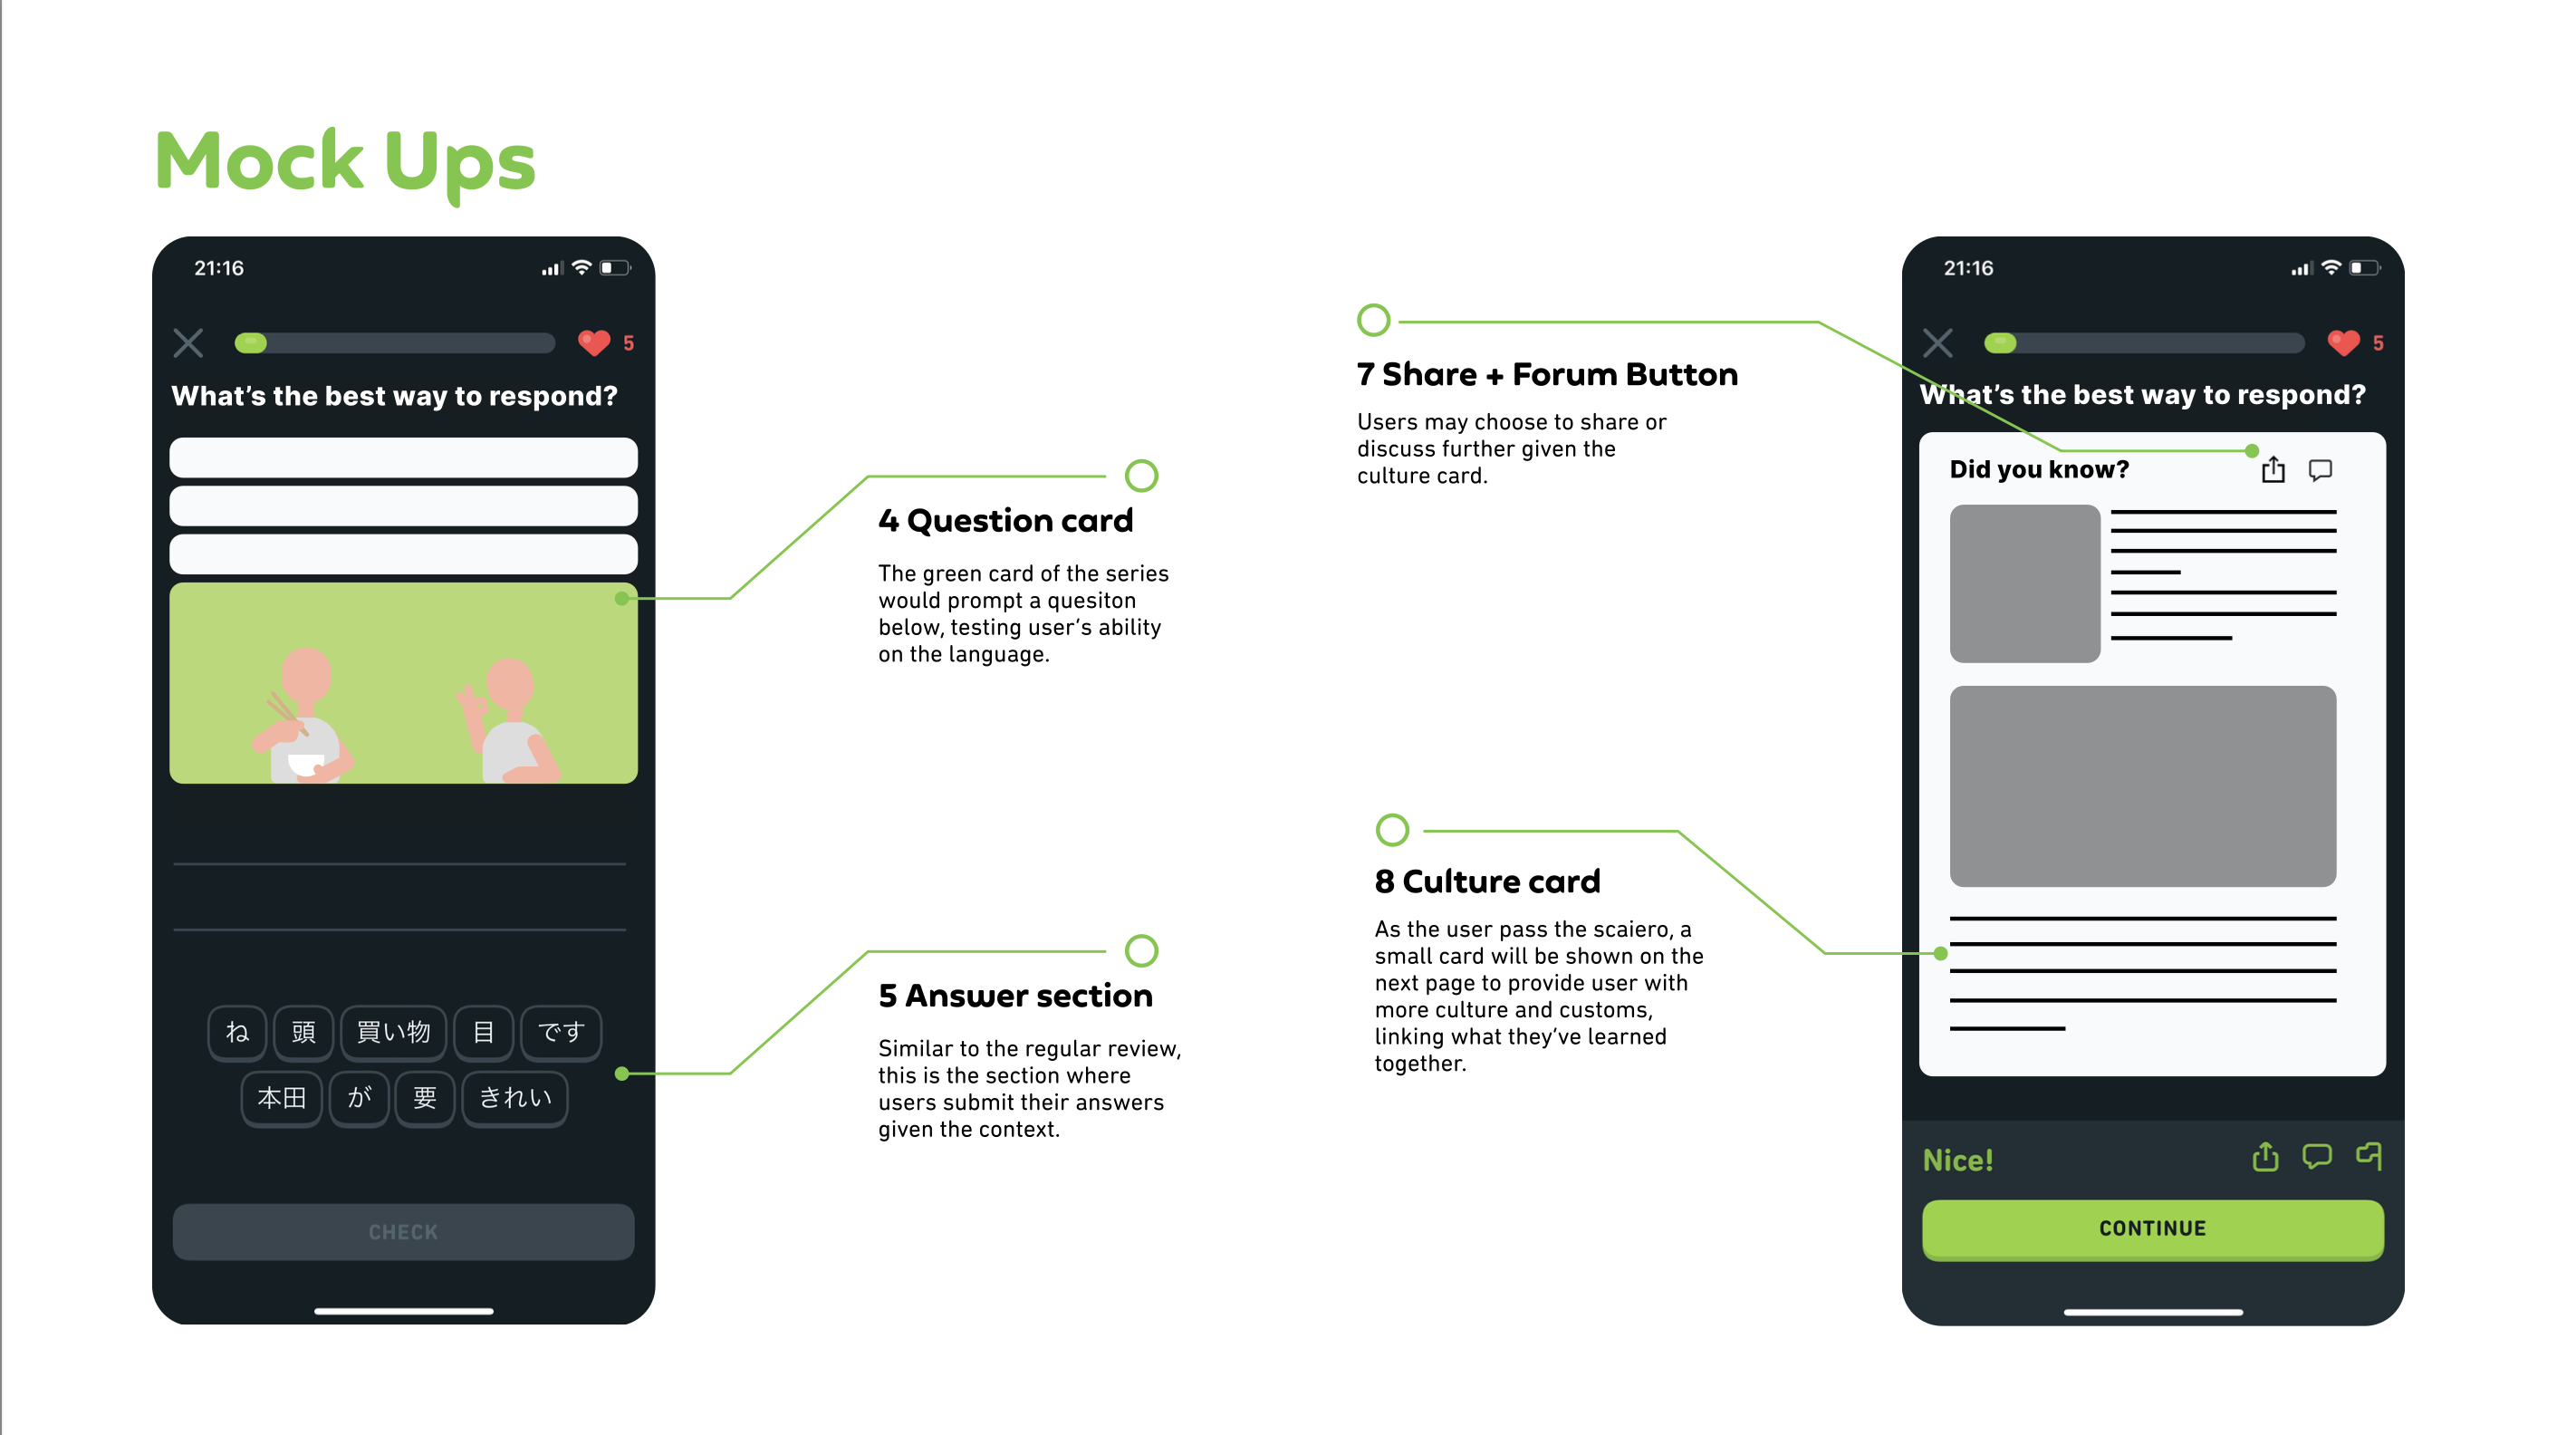 Mock Ups
21:16
5
What's the best way to respond?
4 Question card
The green card of the series
would prompt a quesiton
below, testing user's ability
on the language.
ね 頭 買い物 目 です
本田 が 要 きれい
CHECK
5 Answer section
Similar to the regular review,
this is the section where
users submit their answers
given the context.
7 Share + Forum Button
Users may choose to share or
discuss further given the
culture card.
8 Culture card
As the user pass the scaiero, a
small card will be shown on the
next page to provide user with
more culture and customs,
linking what they've learned
together.
21:16
5
What's the best way to respond?
Did you know?
Nice!
CONTINUE